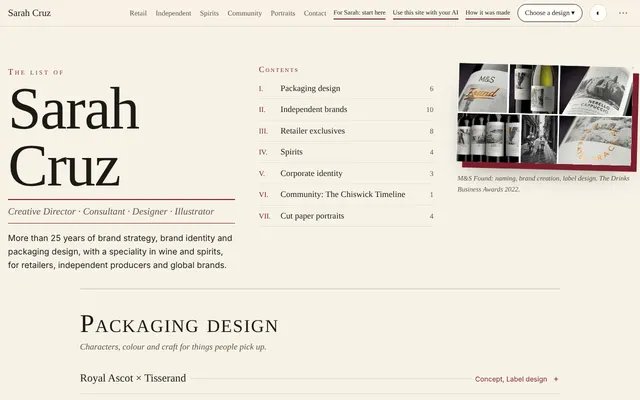 Sarah Cruz
Retail Independent Spirits Community Portraits Contact For Sarah: start here Use this site with your AI How it was made Choose a design ▾
The list of
Sarah
Cruz
Creative Director · Consultant · Designer · Illustrator
More than 25 years of brand strategy, brand identity and
packaging design, with a speciality in wine and spirits,
for retailers, independent producers and global brands.
Contents
I. Packaging design 6
II. Independent brands 10
III. Retailer exclusives 8
IV. Spirits 4
V. Corporate identity 3
VI. Community: The Chiswick Timeline 1
VII. Cut paper portraits 4
M&S
Found
NERELLO
CAPPUCCIO
M&S Found: naming, brand creation, label design. The Drinks
Business Awards 2022.
Packaging design
Characters, colour and craft for things people pick up.
Royal Ascot × Tisserand Concept, Label design +